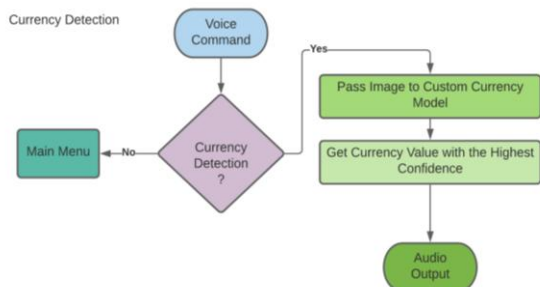 Currency Detection
Voice
Command
Yes
Pass Image to Custom Currency
Model
Main Menu
No
Currency
Detection
?
Get Currency Value with the Highest
Confidence
Audio
Output